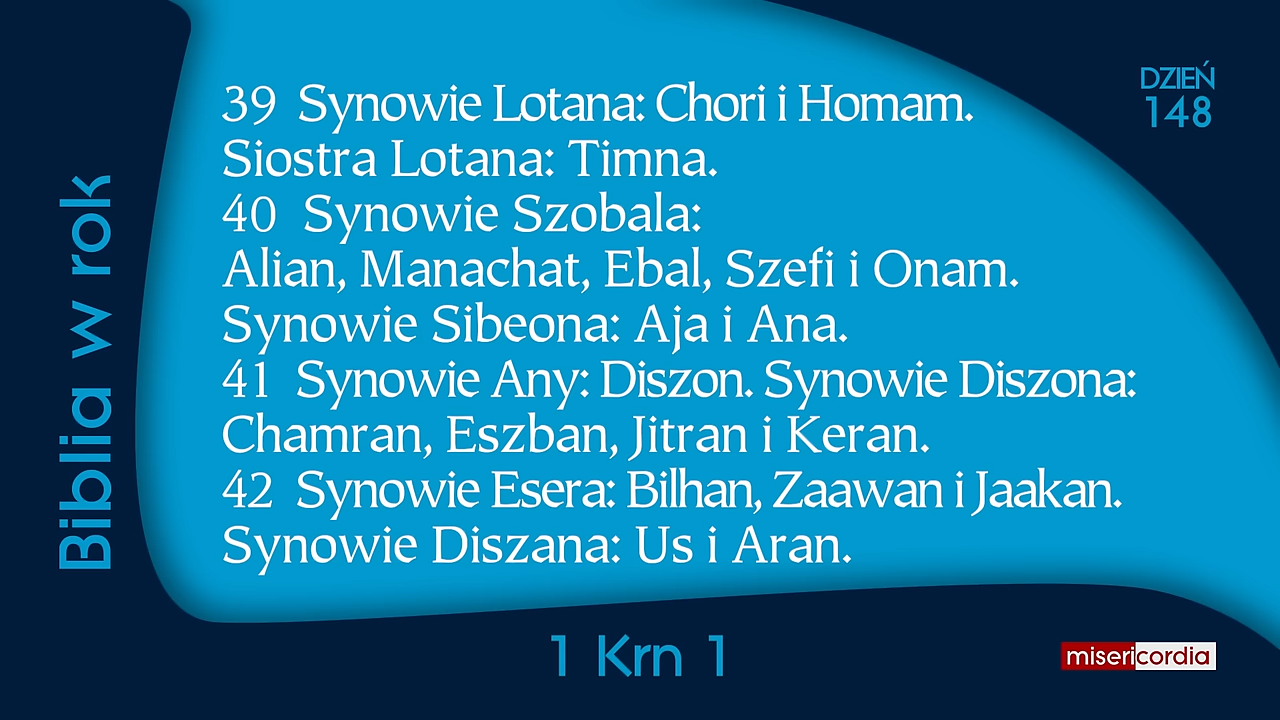 DZIEŃ
148
39 Synowie Lotana: Chori i Homam.
Siostra Lotana: Timna.
40 Synowie Szobala:
Alian, Manachat, Ebal, Szefi i Onam.
Synowie Sibeona: Aja i Ana.
41 Synowie Any: Diszon. Synowie Diszona:
Chamran, Eszban, Jitran i Keran.
42 Synowie Esera: Bilhan, Zaawan i Jaakan.
Synowie Diszana: Us i Aran.
Biblia w rok
1 Krn 1
misericordia